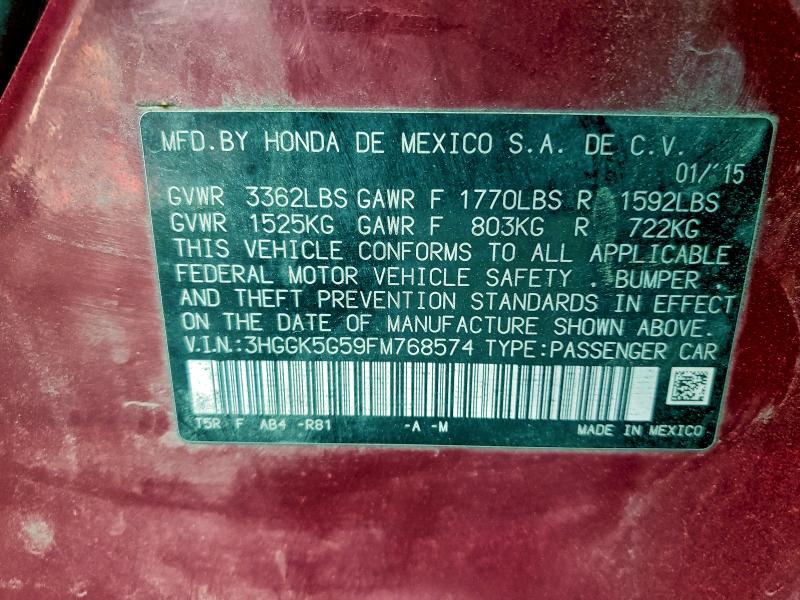 MFD.BY HONDA DE MEXICO S.A. DE C.V.
01/'15
GVWR 3362LBS GAWR F 1770LBS R 1592LBS
GVWR 1525KG GAWR F 803KG R 722KG
THIS VEHICLE CONFORMS TO ALL APPLICABLE
FEDERAL MOTOR VEHICLE SAFETY . BUMPER .
AND THEFT PREVENTION STANDARDS IN EFFECT
ON THE DATE OF MANUFACTURE SHOWN ABOVE.
V.I.N.:3HGGK5G59FM768574 TYPE:PASSENGER CAR
T5R F AB4 -R81 -A -M MADE IN MEXICO